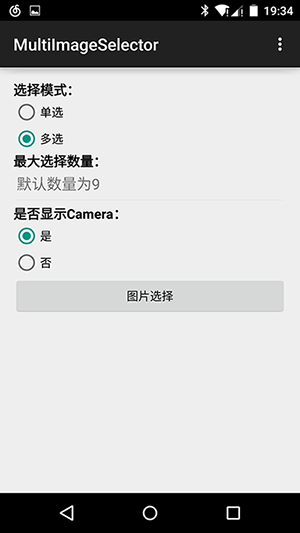 19:34
MultiImageSelector
选择模式：
单选
多选
最大选择数量：
默认数量为9
是否显示Camera：
是
否
图片选择